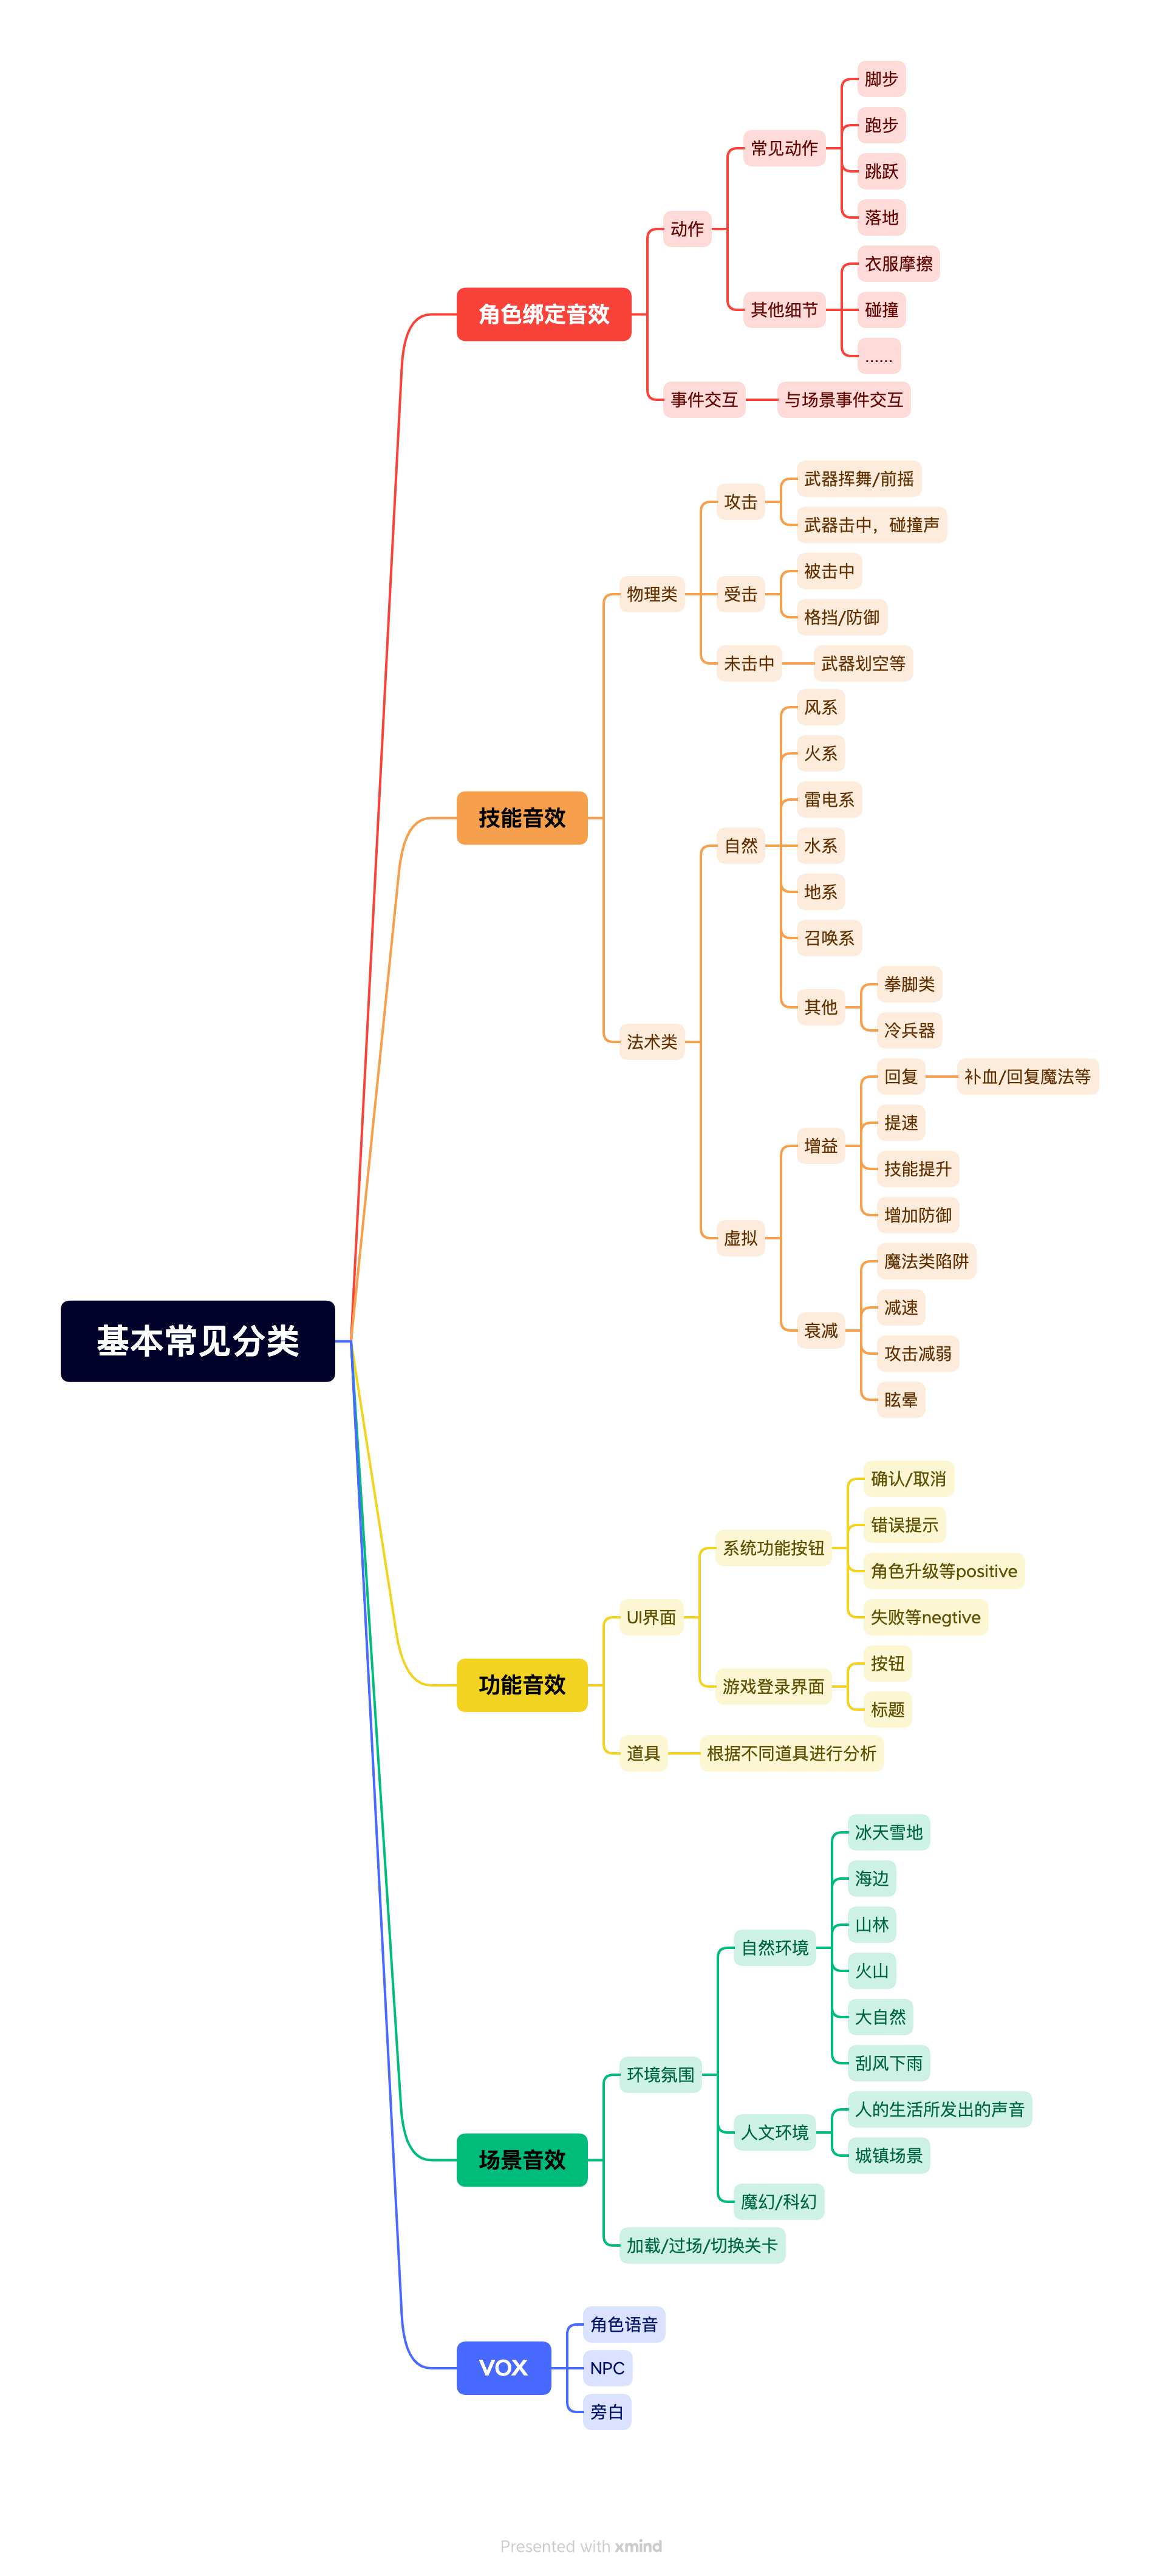 基本常见分类
角色绑定音效
动作
常见动作
脚步
跑步
跳跃
落地
其他细节
衣服摩擦
碰撞
……
事件交互
与场景事件交互
技能音效
物理类
攻击
武器挥舞/前摇
武器击中，碰撞声
受击
被击中
格挡/防御
未击中
武器划空等
法术类
自然
风系
火系
雷电系
水系
地系
召唤系
其他
拳脚类
冷兵器
虚拟
增益
回复
补血/回复魔法等
提速
技能提升
增加防御
衰减
魔法类陷阱
减速
攻击减弱
眩晕
功能音效
UI界面
系统功能按钮
确认/取消
错误提示
角色升级等positive
失败等negtive
游戏登录界面
按钮
标题
道具
根据不同道具进行分析
场景音效
环境氛围
自然环境
冰天雪地
海边
山林
火山
大自然
刮风下雨
人文环境
人的生活所发出的声音
城镇场景
魔幻/科幻
加载/过场/切换关卡
VOX
角色语音
NPC
旁白
Presented with xmind